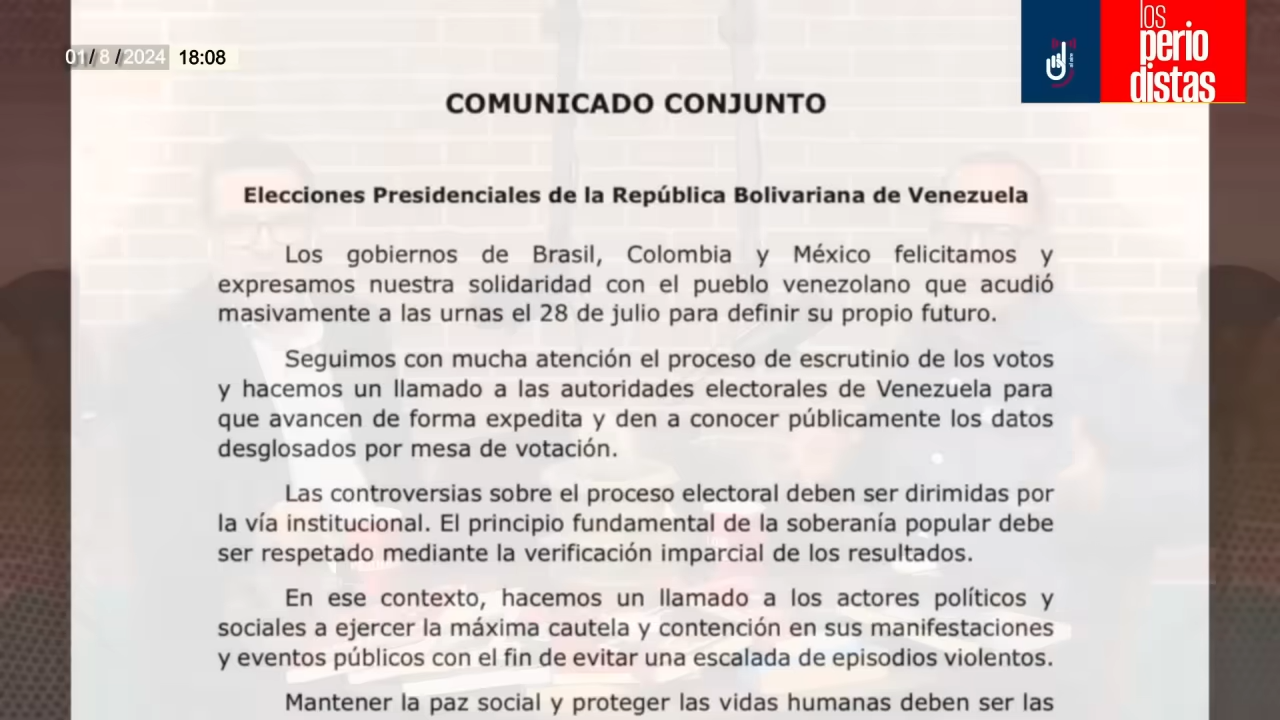 los
perio
distas
01/8/2024 18:08
COMUNICADO CONJUNTO
Elecciones Presidenciales de la República Bolivariana de Venezuela
Los gobiernos de Brasil, Colombia y México felicitamos y
expresamos nuestra solidaridad con el pueblo venezolano que acudió
masivamente a las urnas el 28 de julio para definir su propio futuro.
Seguimos con mucha atención el proceso de escrutinio de los votos
y hacemos un llamado a las autoridades electorales de Venezuela para
que avancen de forma expedita y den a conocer públicamente los datos
desglosados por mesa de votación.
Las controversias sobre el proceso electoral deben ser dirimidas por
la vía institucional. El principio fundamental de la soberanía popular debe
ser respetado mediante la verificación imparcial de los resultados.
En ese contexto, hacemos un llamado a los actores políticos y
sociales a ejercer la máxima cautela y contención en sus manifestaciones
y eventos públicos con el fin de evitar una escalada de episodios violentos.
Mantener la paz social y proteger las vidas humanas deben ser las